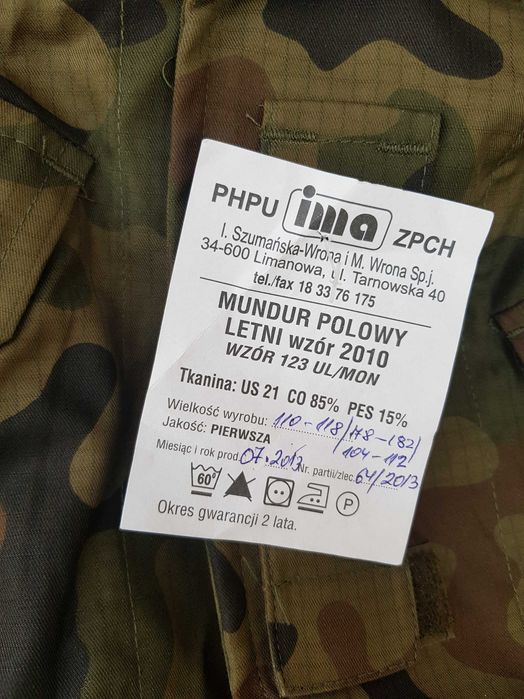 PHPU ima ZPCH
I. Szumańska-Wrona i M. Wrona Sp.j.
34-600 Limanowa, ul. Tarnowska 40
tel./fax 18 33 76 175
MUNDUR POLOWY
LETNI wzór 2010
WZÓR 123 UL/MON
Tkanina: US 21 CO 85% PES 15%
Wielkość wyrobu: 110-118/178-182/
Jakość: PIERWSZA 104-112
Miesiąc i rok prod. 07.2013 Nr. partii/zlec. 64/2013
60° P
Okres gwarancji 2 lata.